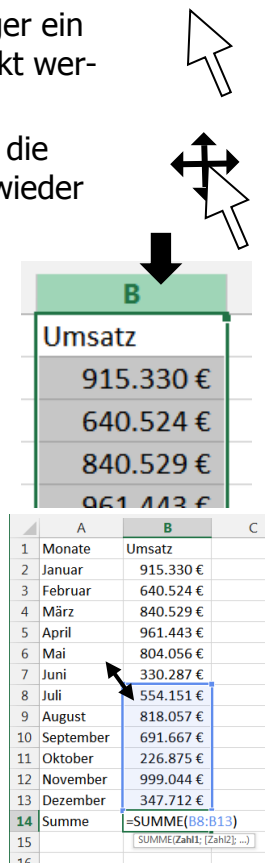 ger ein
kt wer-
die
wieder
B
Umsatz
915.330 €
640.524 €
840.529 €
961.443 €
A B C
1 Monate Umsatz
2 Januar 915.330 €
3 Februar 640.524 €
4 März 840.529 €
5 April 961.443 €
6 Mai 804.056 €
7 Juni 330.287 €
8 Juli 554.151 €
9 August 818.057 €
10 September 691.667 €
11 Oktober 226.875 €
12 November 999.044 €
13 Dezember 347.712 €
14 Summe =SUMME(B8:B13)
15 SUMME(Zahl1; [Zahl2]; ...)
16